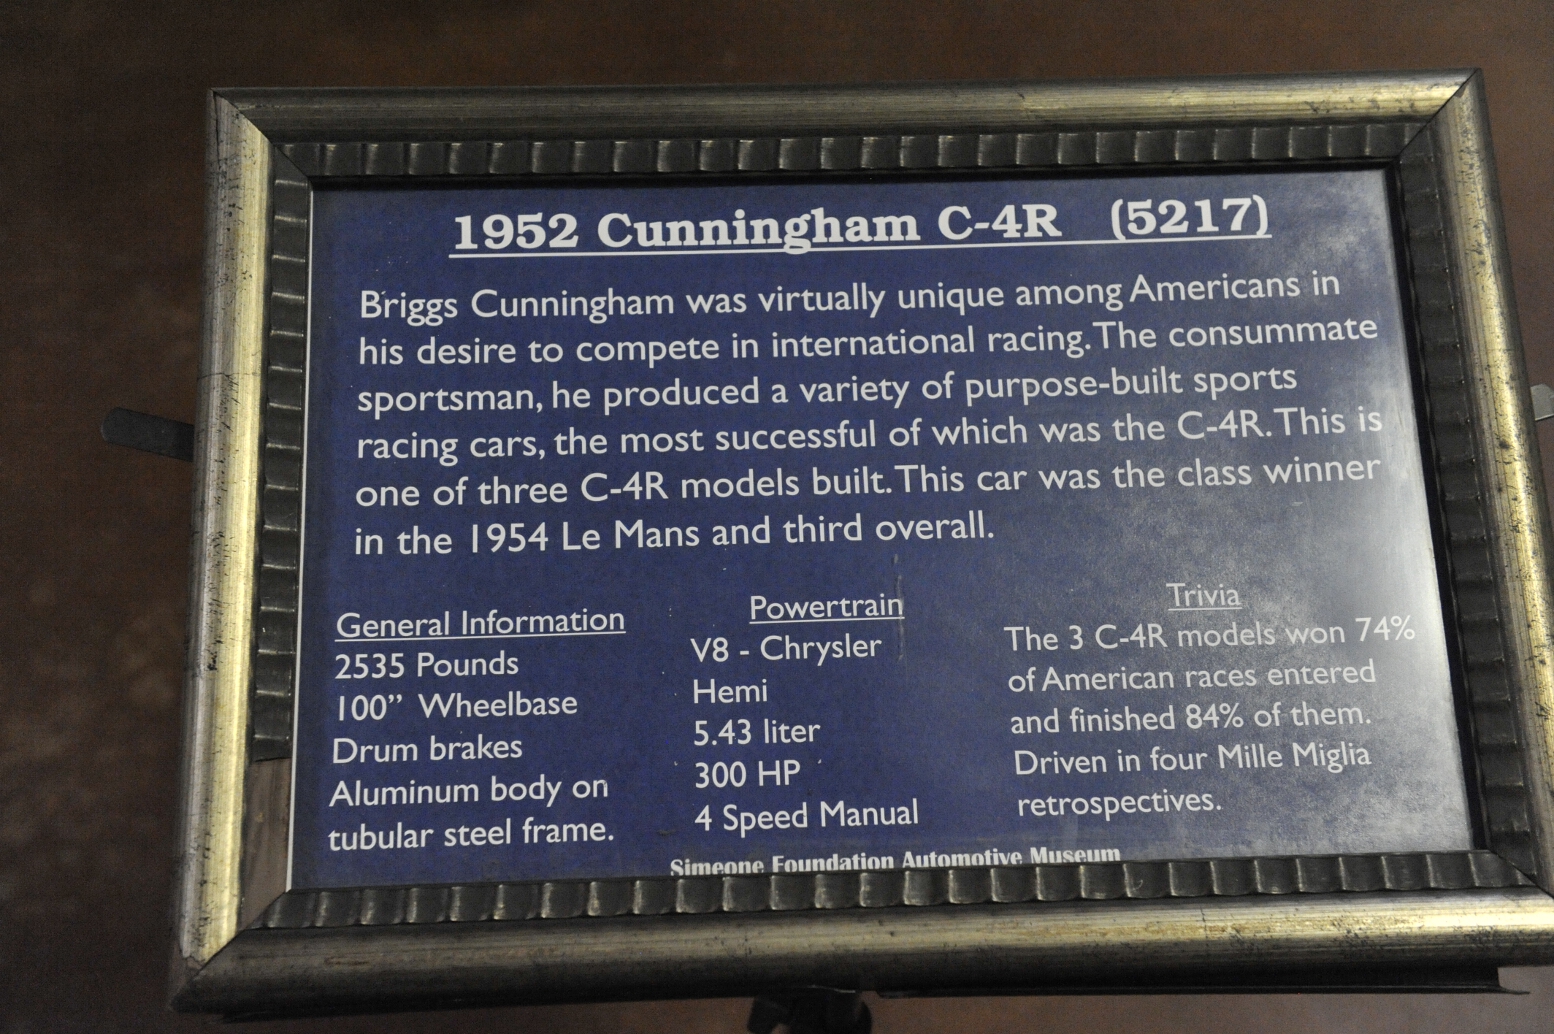 1952 Cunningham C-4R (5217)
Briggs Cunningham was virtually unique among Americans in
his desire to compete in international racing. The consummate
sportsman, he produced a variety of purpose-built sports
racing cars, the most successful of which was the C-4R. This is
one of three C-4R models built. This car was the class winner
in the 1954 Le Mans and third overall.
General Information
2535 Pounds
100” Wheelbase
Drum brakes
Aluminum body on
tubular steel frame.
Powertrain
V8 - Chrysler
Hemi
5.43 liter
300 HP
4 Speed Manual
Trivia
The 3 C-4R models won 74%
of American races entered
and finished 84% of them.
Driven in four Mille Miglia
retrospectives.
Simeone Foundation Automotive Museum